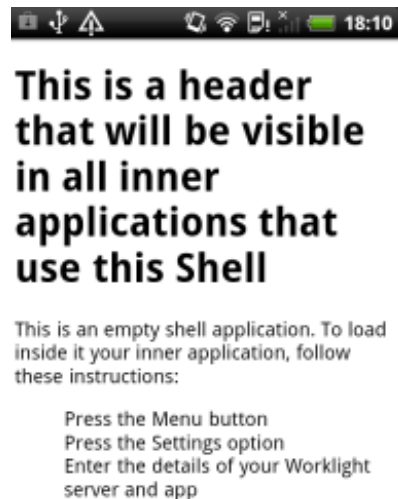 18:10
This is a header
that will be visible
in all inner
applications that
use this Shell
This is an empty shell application. To load
inside it your inner application, follow
these instructions:
Press the Menu button
Press the Settings option
Enter the details of your Worklight
server and app